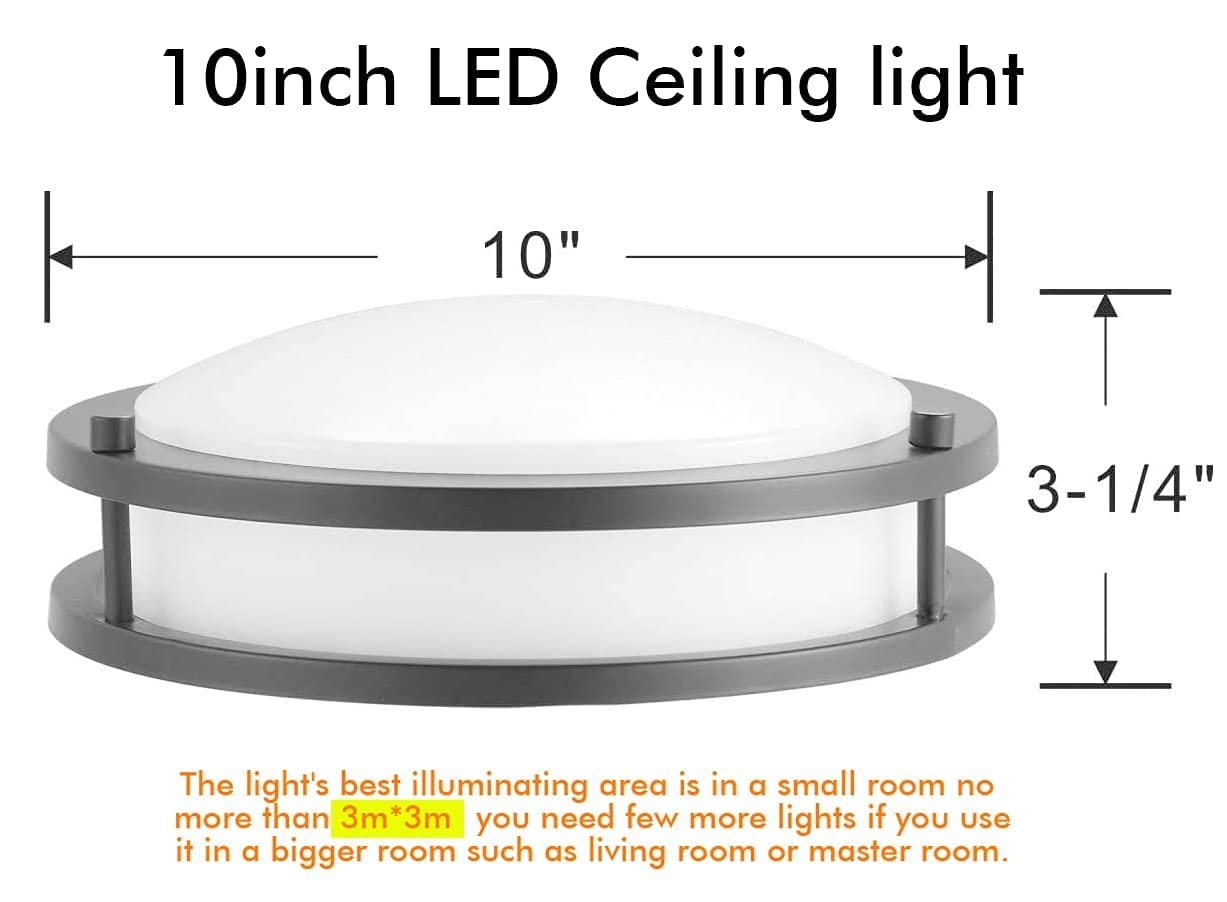 10inch LED Ceiling light
10"
3-1/4"
The light's best illuminating area is in a small room no
more than 3m*3m you need few more lights if you use
it in a bigger room such as living room or master room.